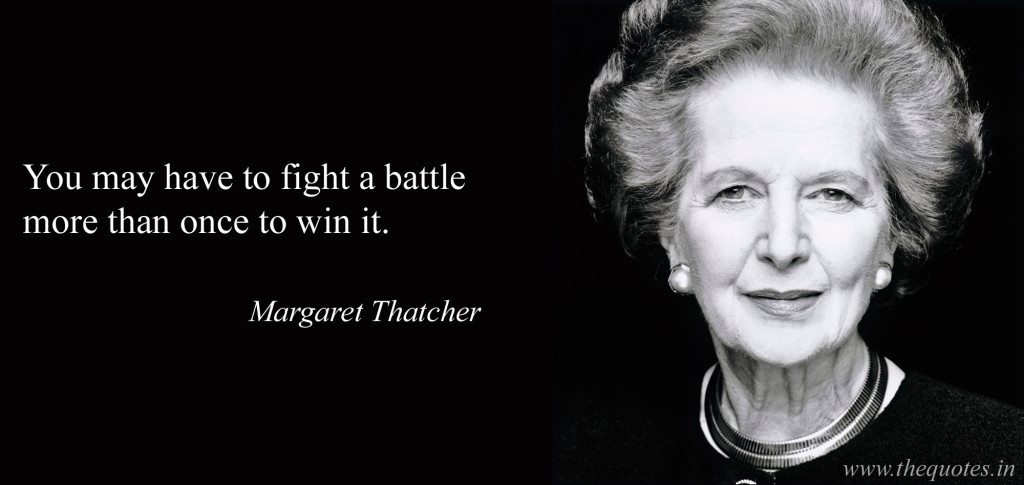 You may have to fight a battle
more than once to win it.
Margaret Thatcher
www.thequotes.in